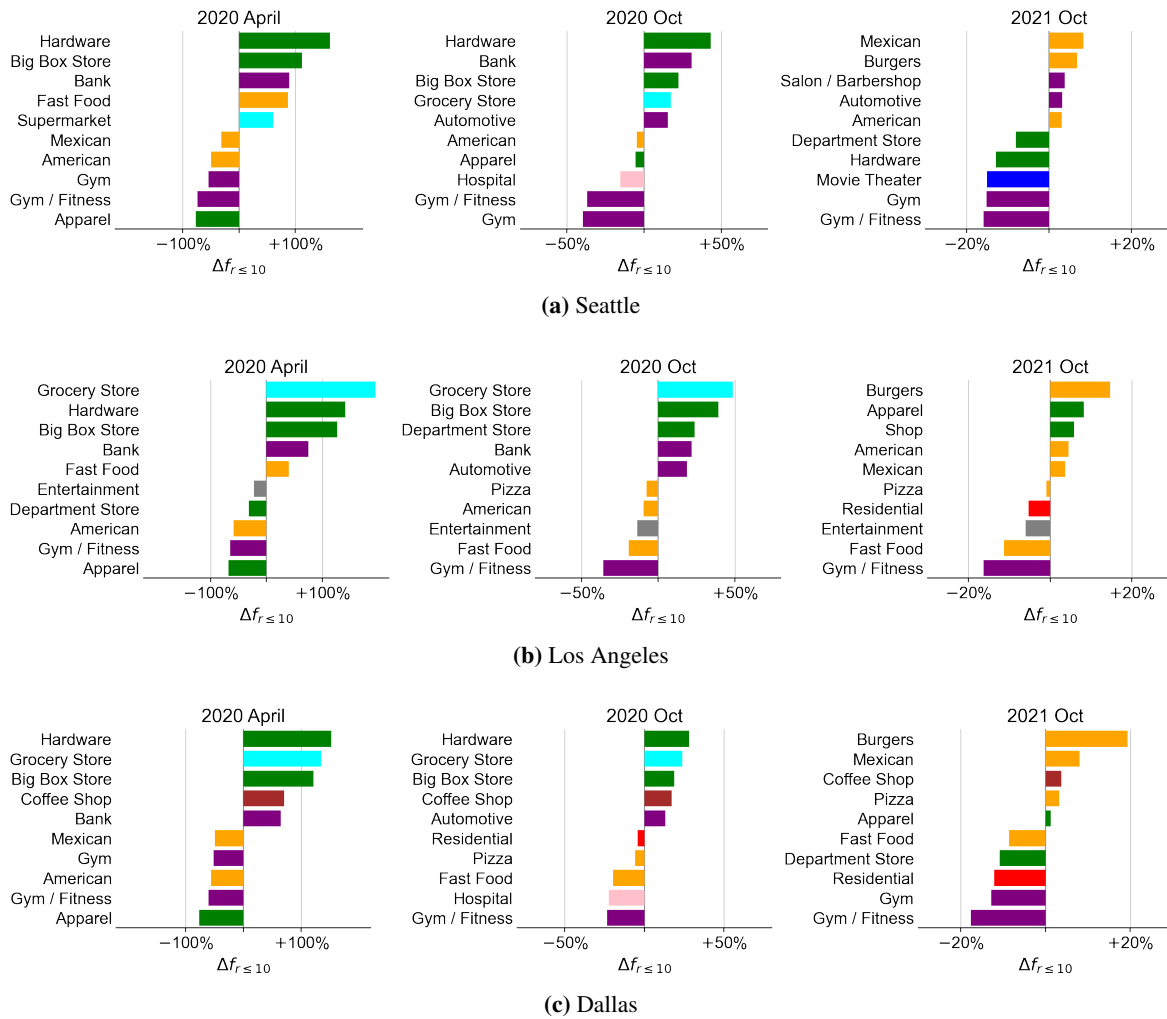 2020 April
Hardware
Big Box Store
Bank
Fast Food
Supermarket
Mexican
American
Gym
Gym / Fitness
Apparel
−100% +100%
Δf r ≤ 10
2020 Oct
Hardware
Bank
Big Box Store
Grocery Store
Automotive
American
Apparel
Hospital
Gym / Fitness
Gym
−50% +50%
Δf r ≤ 10
2021 Oct
Mexican
Burgers
Salon / Barbershop
Automotive
American
Department Store
Hardware
Movie Theater
Gym
Gym / Fitness
−20% +20%
Δf r ≤ 10
(a) Seattle
2020 April
Grocery Store
Hardware
Big Box Store
Bank
Fast Food
Entertainment
Department Store
American
Gym / Fitness
Apparel
−100% +100%
Δf r ≤ 10
2020 Oct
Grocery Store
Big Box Store
Department Store
Bank
Automotive
Pizza
American
Entertainment
Fast Food
Gym / Fitness
−50% +50%
Δf r ≤ 10
2021 Oct
Burgers
Apparel
Shop
American
Mexican
Pizza
Residential
Entertainment
Fast Food
Gym / Fitness
−20% +20%
Δf r ≤ 10
(b) Los Angeles
2020 April
Hardware
Grocery Store
Big Box Store
Coffee Shop
Bank
Mexican
Gym
American
Gym / Fitness
Apparel
−100% +100%
Δf r ≤ 10
2020 Oct
Hardware
Grocery Store
Big Box Store
Coffee Shop
Automotive
Residential
Pizza
Fast Food
Hospital
Gym / Fitness
−50% +50%
Δf r ≤ 10
2021 Oct
Burgers
Mexican
Coffee Shop
Pizza
Apparel
Fast Food
Department Store
Residential
Gym
Gym / Fitness
−20% +20%
Δf r ≤ 10
(c) Dallas